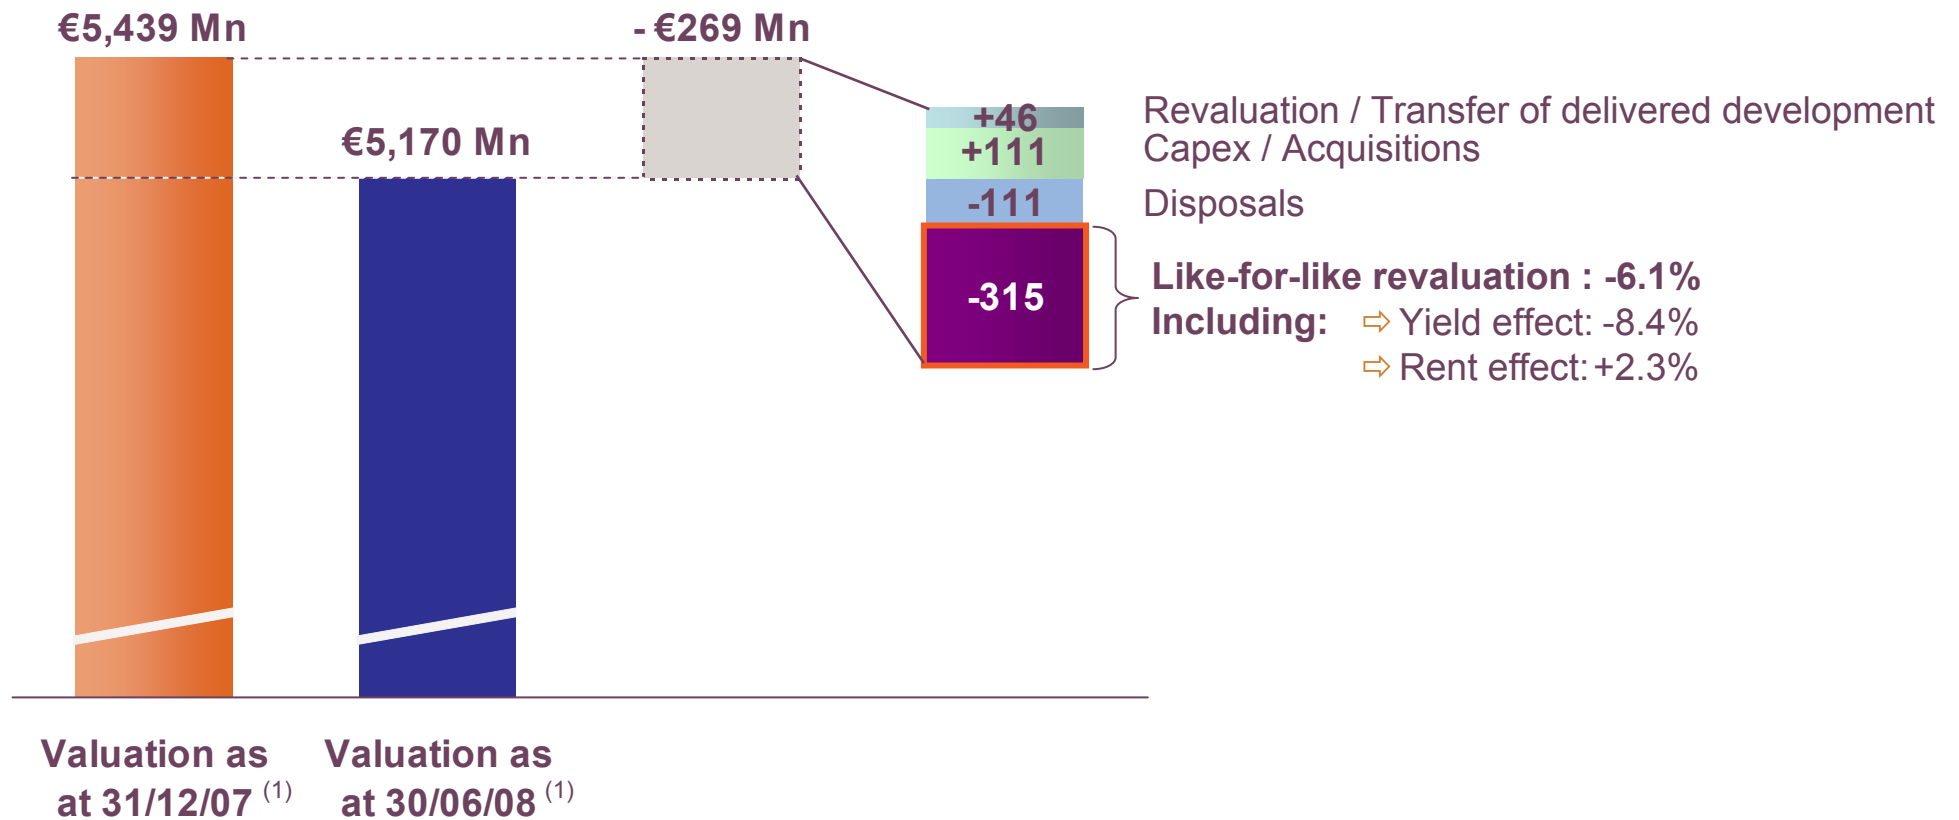 €5,439 Mn
- €269 Mn
€5,170 Mn
+46
Revaluation / Transfer of delivered development
+111
Capex / Acquisitions
-111
Disposals
-315
Like-for-like revaluation : -6.1%
Including: ⇨ Yield effect: -8.4%
⇨ Rent effect: +2.3%
Valuation as
at 31/12/07 (1)
Valuation as
at 30/06/08 (1)